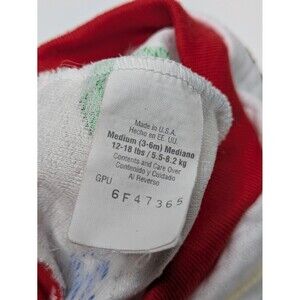 Made in U.S.A.
Hecho en EE. UU.
Medium (3-6m) Mediano
12-18 lbs / 5.5-8.2 kg
Contents and Care Over
Contenido y Cuidado
Al Reverso
GPU
6F47365